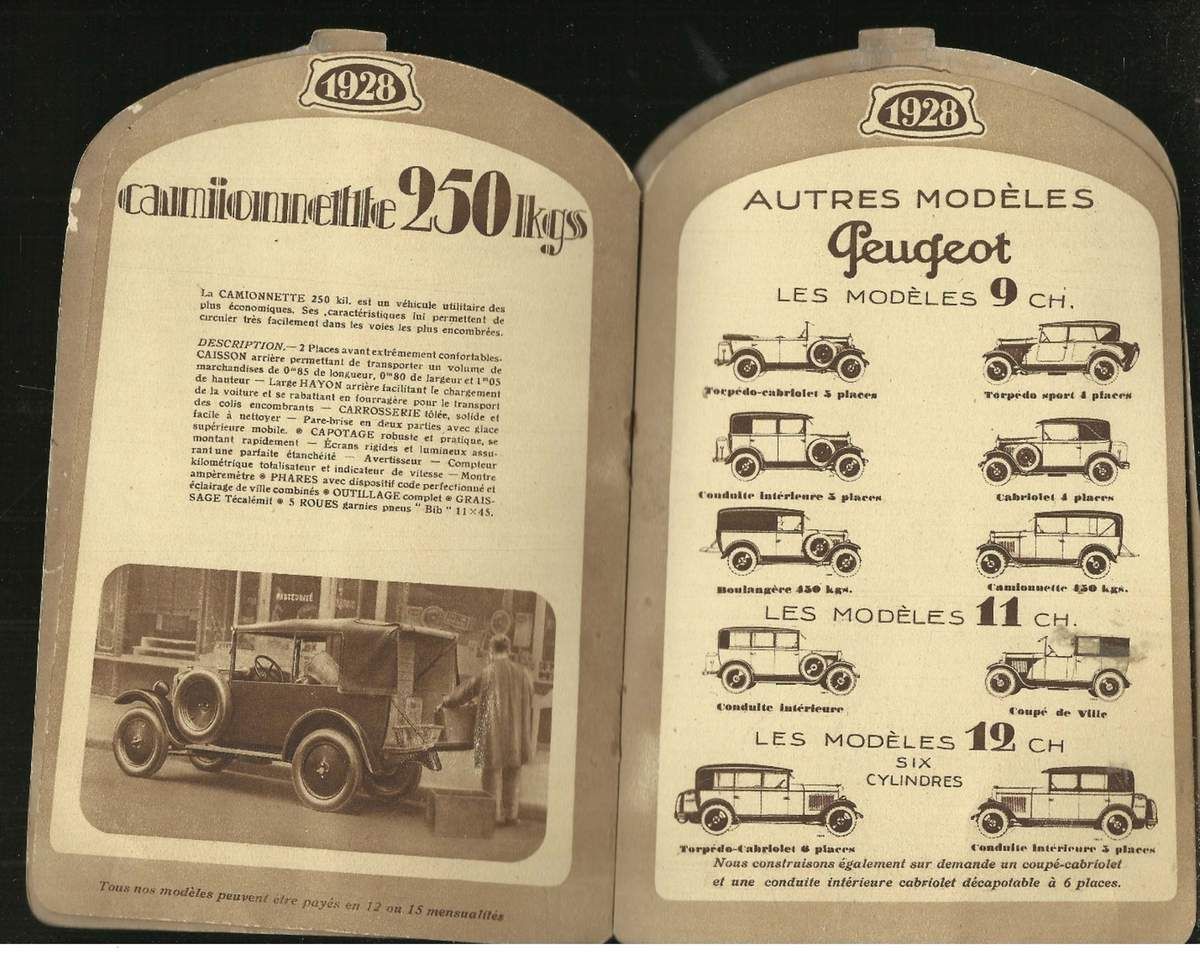 1928
camionnette 250 kgs
La CAMIONNETTE 250 kil. est un véhicule utilitaire des
plus économiques. Ses caractéristiques lui permettent de
circuler très facilement dans les voies les plus encombrées.
DESCRIPTION.— 2 Places avant extrêmement confortables.
CAISSON arrière permettant de transporter un volume de
marchandises de 0ᵐ85 de longueur, 0ᵐ80 de largeur et 1ᵐ05
de hauteur — Large HAYON arrière facilitant le chargement
de la voiture et se rabattant en fourragère pour le transport
des colis encombrants — CARROSSERIE tôlée, solide et
facile à nettoyer — Pare-brise en deux parties avec glace
supérieure mobile. ● CAPOTAGE robuste et pratique, se
montant rapidement — Écrans rigides et lumineux assu-
rant une parfaite étanchéité — Avertisseur — Compteur
kilométrique totalisateur et indicateur de vitesse — Montre
ampèremètre ● PHARES avec dispositif code perfectionné et
éclairage de ville combinés ● OUTILLAGE complet ● GRAIS-
SAGE Técalémit ● 5 ROUES garnies pneus " Bib " 11×45.
MATERNITÉ
Tous nos modèles peuvent être payés en 12 ou 15 mensualités
1928
AUTRES MODÈLES
Peugeot
LES MODÈLES 9 CH.
Torpédo-cabriolet 5 places
Torpédo sport 4 places
Conduite intérieure 5 places
Cabriolet 4 places
Boulangère 450 kgs.
Camionnette 450 kgs.
LES MODÈLES 11 CH.
Conduite intérieure
Coupé de Ville
LES MODÈLES 12 CH
SIX
CYLINDRES
Torpédo-Cabriolet 6 places
Conduite intérieure 5 places
Nous construisons également sur demande un coupé-cabriolet
et une conduite intérieure cabriolet décapotable à 6 places.